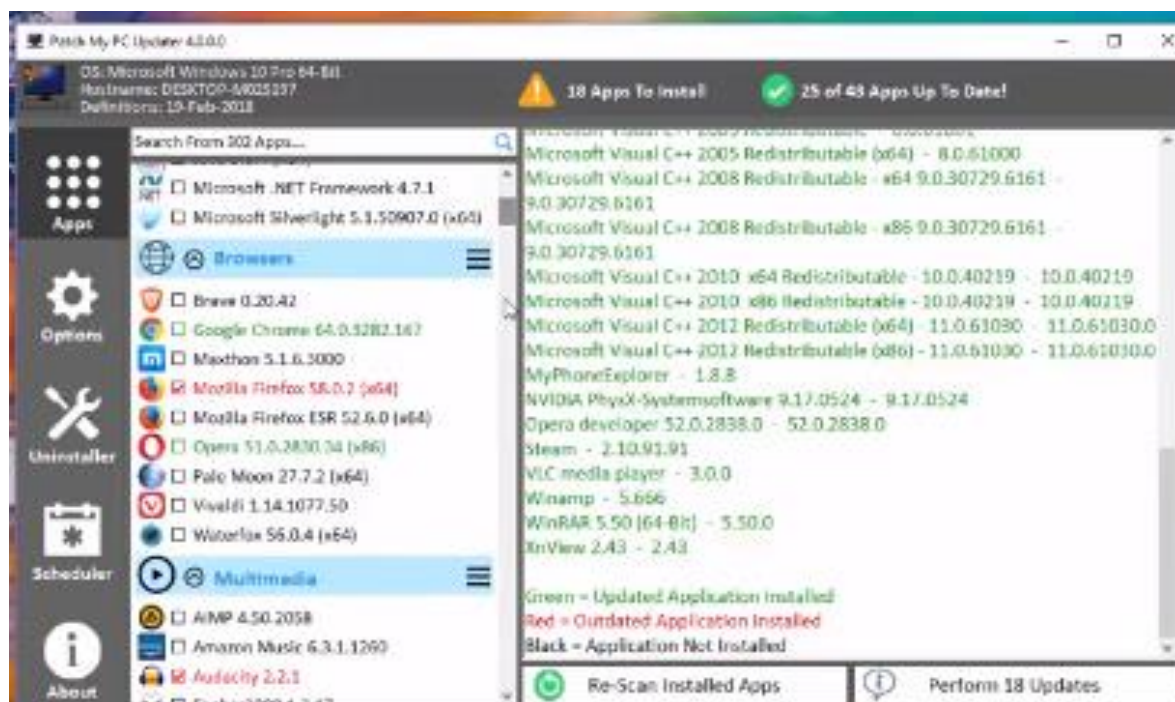 Patch My PC Updater 4.0.0.0
OS: Microsoft Windows 10 Pro 64-Bit
Hostname:
Definitions: 19-Feb-2018
18 Apps To Install
25 of 43 Apps Up To Date!
Apps
Options
Uninstaller
Scheduler
About
Search From 302 Apps...
Microsoft .NET Framework 4.7.1
Microsoft Silverlight 5.1.50907.0 (x64)
Browsers
Brave 0.20.42
Google Chrome 64.0.3282.167
Maxthon 5.1.6.3000
Mozilla Firefox 58.0.2 (x64)
Mozilla Firefox ESR 52.6.0 (x64)
Opera 51.0.2830.34 (x86)
Pale Moon 27.7.2 (x64)
Vivaldi 1.14.1077.50
Waterfox 56.0.4 (x64)
Multimedia
AIMP 4.50.2058
Amazon Music 6.3.1.1260
Audacity 2.2.1
Microsoft Visual C++ 2005 Redistributable - 8.0.61001
Microsoft Visual C++ 2005 Redistributable (x64) - 8.0.61000
Microsoft Visual C++ 2008 Redistributable - x64 9.0.30729.6161 -
9.0.30729.6161
Microsoft Visual C++ 2008 Redistributable - x86 9.0.30729.6161 -
9.0.30729.6161
Microsoft Visual C++ 2010 x64 Redistributable - 10.0.40219 - 10.0.40219
Microsoft Visual C++ 2010 x86 Redistributable - 10.0.40219 - 10.0.40219
Microsoft Visual C++ 2012 Redistributable (x64) - 11.0.61030 - 11.0.61030.0
Microsoft Visual C++ 2012 Redistributable (x86) - 11.0.61030 - 11.0.61030.0
MyPhoneExplorer - 1.8.8
NVIDIA PhysX-Systemsoftware 9.17.0524 - 9.17.0524
Opera developer 52.0.2838.0 - 52.0.2838.0
Steam - 2.10.91.91
VLC media player - 3.0.0
Winamp - 5.666
WinRAR 5.50 (64-Bit) - 5.50.0
XnView 2.43 - 2.43
Green = Updated Application Installed
Red = Outdated Application Installed
Black = Application Not Installed
Re-Scan Installed Apps
Perform 18 Updates